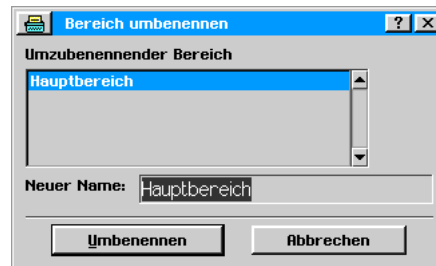 Bereich umbenennen
Umzubenennender Bereich
Hauptbereich
Neuer Name: Hauptbereich
Umbenennen Abbrechen